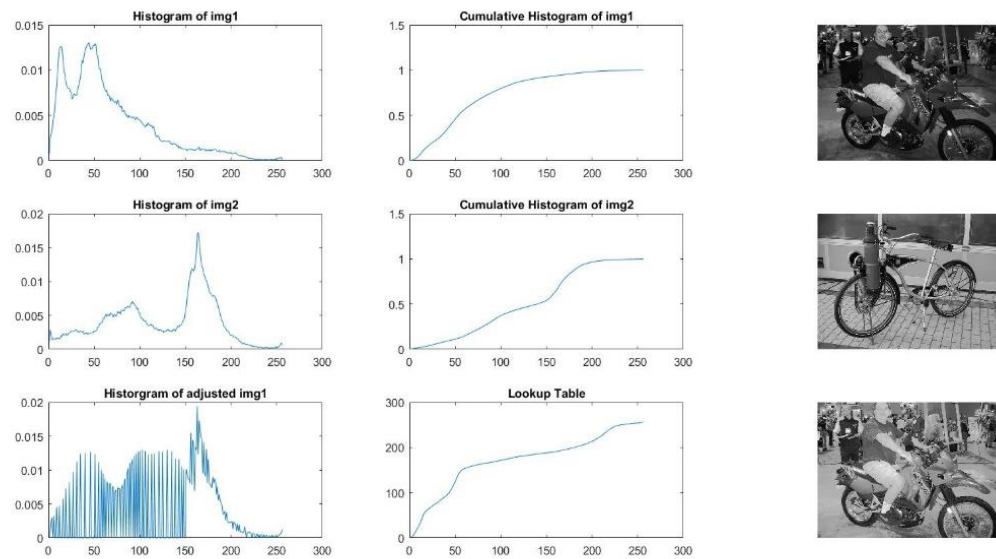 Histogram of img1
0.015
0.01
0.005
0
0 50 100 150 200 250 300
Cumulative Histogram of img1
1.5
1
0.5
0
0 50 100 150 200 250 300
Histogram of img2
0.02
0.015
0.01
0.005
0
0 50 100 150 200 250 300
Cumulative Histogram of img2
1.5
1
0.5
0
0 50 100 150 200 250 300
Historgram of adjusted img1
0.02
0.015
0.01
0.005
0
0 50 100 150 200 250 300
Lookup Table
300
200
100
0
0 50 100 150 200 250 300